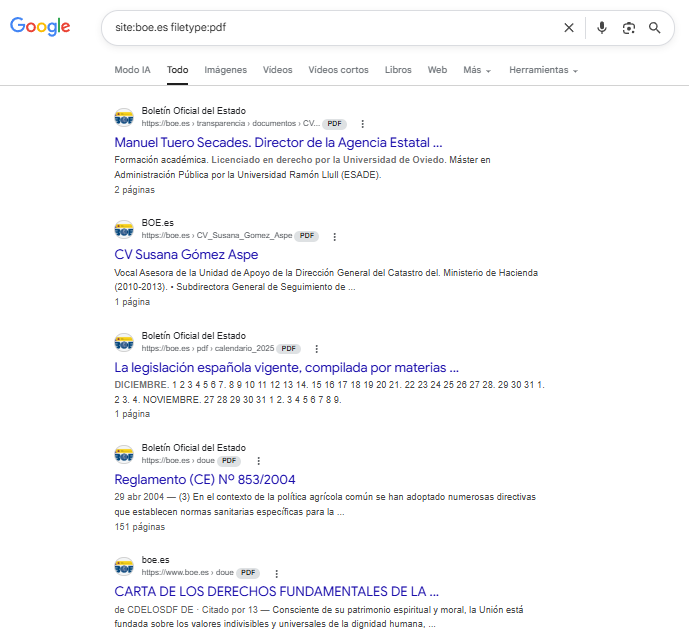 Google
site:boe.es filetype:pdf
Modo IA Todo Imágenes Vídeos Vídeos cortos Libros Web Más Herramientas
Boletín Oficial del Estado
https://boe.es › transparencia › documentos › CV... PDF
Manuel Tuero Secades. Director de la Agencia Estatal ...
Formación académica. Licenciado en derecho por la Universidad de Oviedo. Máster en
Administración Pública por la Universidad Ramón Llull (ESADE).
2 páginas
BOE.es
https://boe.es › CV_Susana_Gomez_Aspe PDF
CV Susana Gómez Aspe
Vocal Asesora de la Unidad de Apoyo de la Dirección General del Catastro del. Ministerio de Hacienda
(2010-2013). • Subdirectora General de Seguimiento de ...
1 página
Boletín Oficial del Estado
https://boe.es › pdf › calendario_2025 PDF
La legislación española vigente, compilada por materias ...
DICIEMBRE. 1 2 3 4 5 6 7. 8 9 10 11 12 13 14. 15 16 17 18 19 20 21. 22 23 24 25 26 27 28. 29 30 31 1.
2 3. 4. NOVIEMBRE. 27 28 29 30 31 1 2. 3 4 5 6 7 8 9.
1 página
Boletín Oficial del Estado
https://boe.es › doue PDF
Reglamento (CE) Nº 853/2004
29 abr 2004 — (3) En el contexto de la política agrícola común se han adoptado numerosas directivas
que establecen normas sanitarias específicas para la ...
151 páginas
boe.es
https://www.boe.es › doue PDF
CARTA DE LOS DERECHOS FUNDAMENTALES DE LA ...
de CDELOSDF DE · Citado por 13 — Consciente de su patrimonio espiritual y moral, la Unión está
fundada sobre los valores indivisibles y universales de la dignidad humana, ...